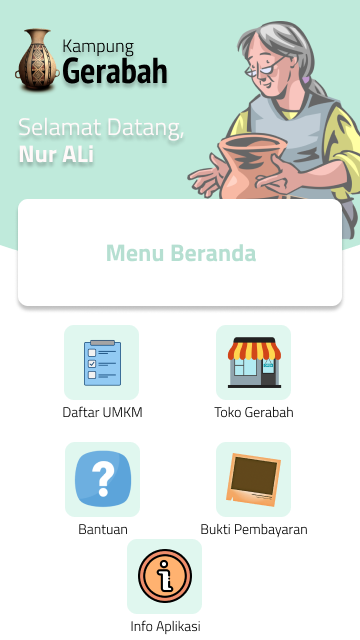 Kampung
Gerabah
Selamat Datang,
Nur ALi
Menu Beranda
Daftar UMKM
Toko Gerabah
Bantuan
Bukti Pembayaran
Info Aplikasi